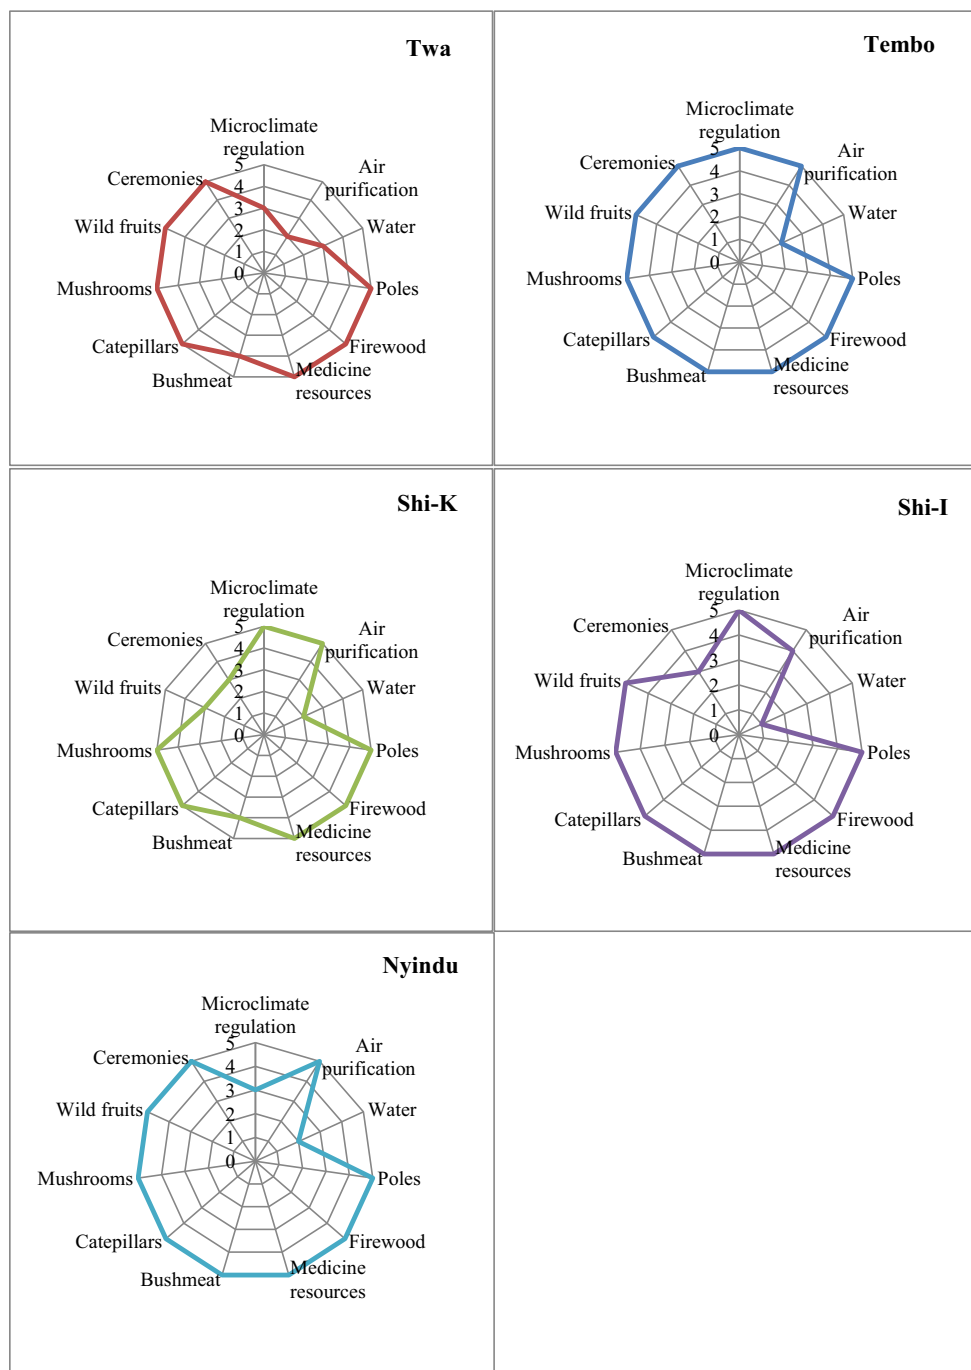 Twa
Microclimate
regulation
Air
purification
Water
Poles
Firewood
Medicine
resources
Bushmeat
Catepillars
Mushrooms
Wild fruits
Ceremonies
5
4
3
2
1
0
Tembo
Microclimate
regulation
Air
purification
Water
Poles
Firewood
Medicine
resources
Bushmeat
Catepillars
Mushrooms
Wild fruits
Ceremonies
5
4
3
2
1
0
Shi-K
Microclimate
regulation
Air
purification
Water
Poles
Firewood
Medicine
resources
Bushmeat
Catepillars
Mushrooms
Wild fruits
Ceremonies
5
4
3
2
1
0
Shi-I
Microclimate
regulation
Air
purification
Water
Poles
Firewood
Medicine
resources
Bushmeat
Catepillars
Mushrooms
Wild fruits
Ceremonies
5
4
3
2
1
0
Nyindu
Microclimate
regulation
Air
purification
Water
Poles
Firewood
Medicine
resources
Bushmeat
Catepillars
Mushrooms
Wild fruits
Ceremonies
5
4
3
2
1
0